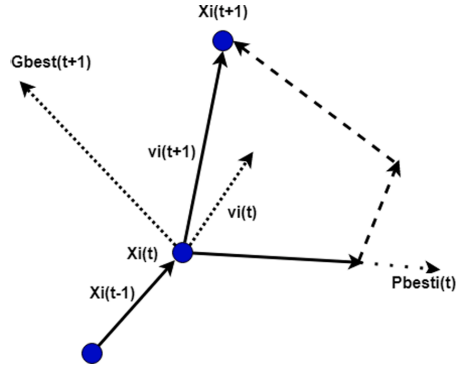 Xi(t+1)
Gbest(t+1)
vi(t+1)
vi(t)
Xi(t)
Pbesti(t)
Xi(t-1)